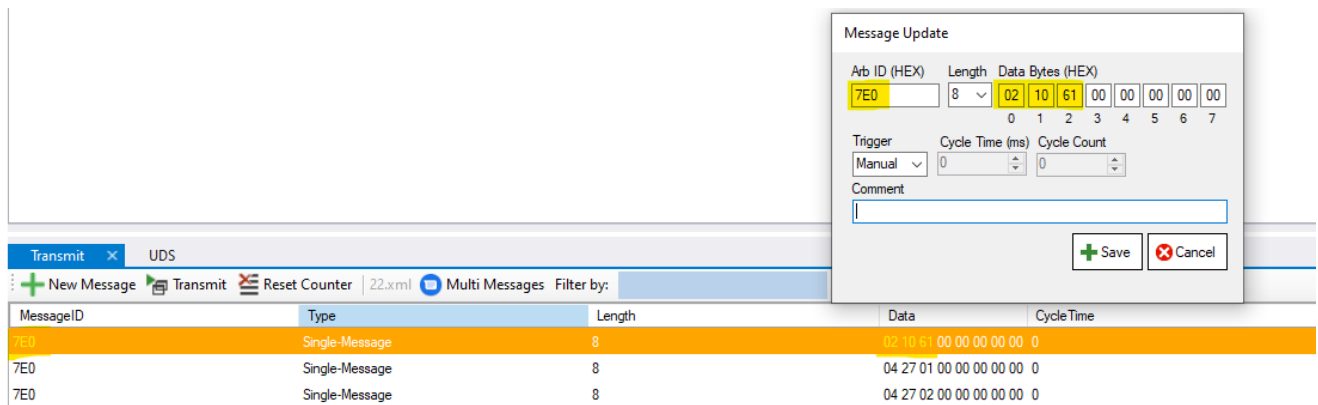 Message Update
Arb ID (HEX) Length Data Bytes (HEX)
7E0 8 02 10 61 00 00 00 00 00
0 1 2 3 4 5 6 7
Trigger Cycle Time (ms) Cycle Count
Manual 0 0
Comment
Save Cancel
Transmit UDS
New Message Transmit Reset Counter 22.xml Multi Messages Filter by:
MessageID Type Length Data CycleTime
7E0 Single-Message 8 02 10 61 00 00 00 00 00 0
7E0 Single-Message 8 04 27 01 00 00 00 00 00 0
7E0 Single-Message 8 04 27 02 00 00 00 00 00 0